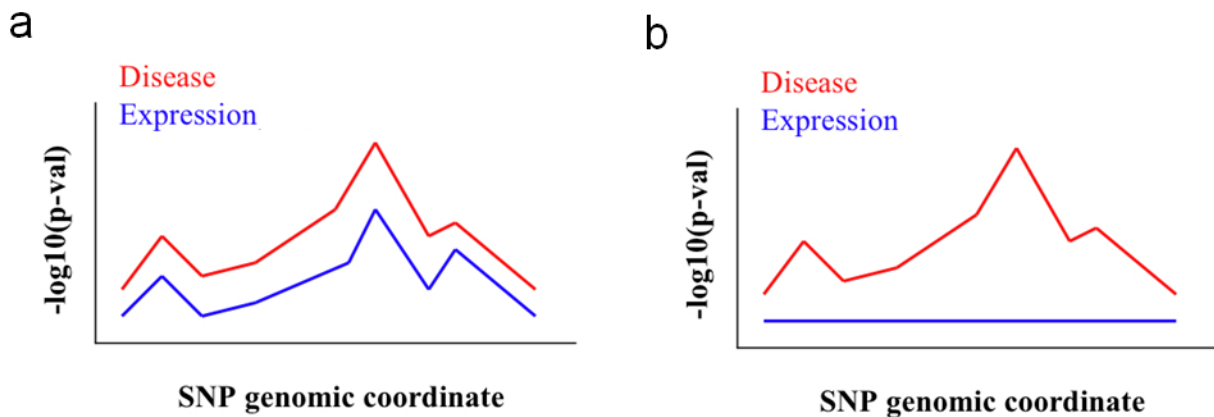 a
Disease
Expression
-log10(p-val)
SNP genomic coordinate
b
Disease
Expression
-log10(p-val)
SNP genomic coordinate